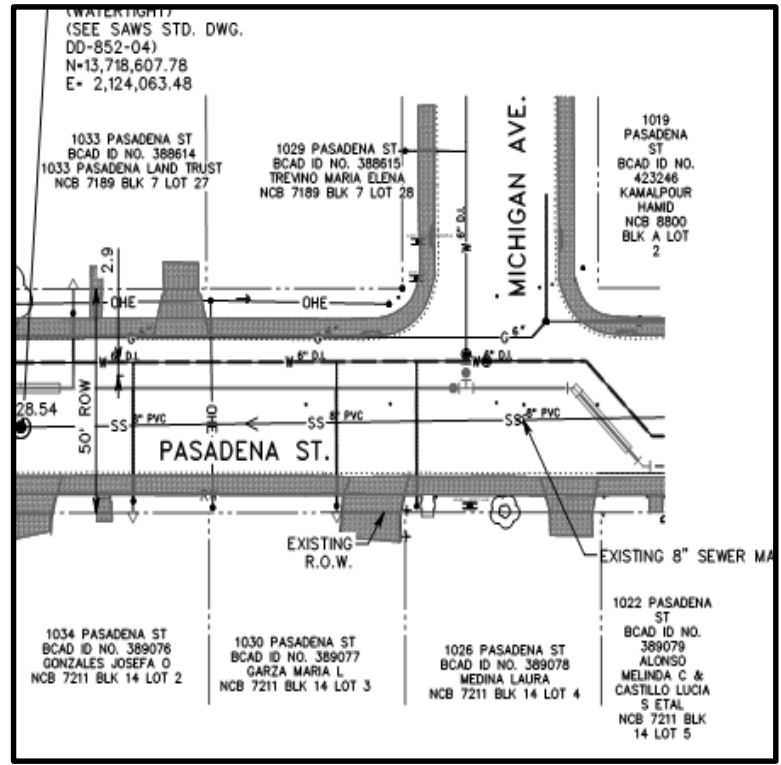 (WATERTIGHT)
(SEE SAWS STD. DWG.
DD-852-04)
N=13,718,607.78
E= 2,124,063.48
1033 PASADENA ST
BCAD ID NO. 388614
1033 PASADENA LAND TRUST
NCB 7189 BLK 7 LOT 27
1029 PASADENA ST
BCAD ID NO. 388615
TREVINO MARIA ELENA
NCB 7189 BLK 7 LOT 28
MICHIGAN AVE.
1019
PASADENA
ST
BCAD ID NO.
423246
KAMALPOUR
HAMID
NCB 8800
BLK A LOT
2
W 6" D.I.
2.9
OHE
OHE
G 6"
G 6"
G 6"
W 6" D.I.
W 6" D.I.
W 6" D.I.
28.54
50' ROW
SS 8" PVC
OHE
SS 8" PVC
SS 8" PVC
PASADENA ST.
EXISTING
R.O.W.
EXISTING 8" SEWER MA
1034 PASADENA ST
BCAD ID NO. 389076
GONZALES JOSEFA O
NCB 7211 BLK 14 LOT 2
1030 PASADENA ST
BCAD ID NO. 389077
GARZA MARIA L
NCB 7211 BLK 14 LOT 3
1026 PASADENA ST
BCAD ID NO. 389078
MEDINA LAURA
NCB 7211 BLK 14 LOT 4
1022 PASADENA
ST
BCAD ID NO.
389079
ALONSO
MELINDA C &
CASTILLO LUCIA
S ETAL
NCB 7211 BLK
14 LOT 5